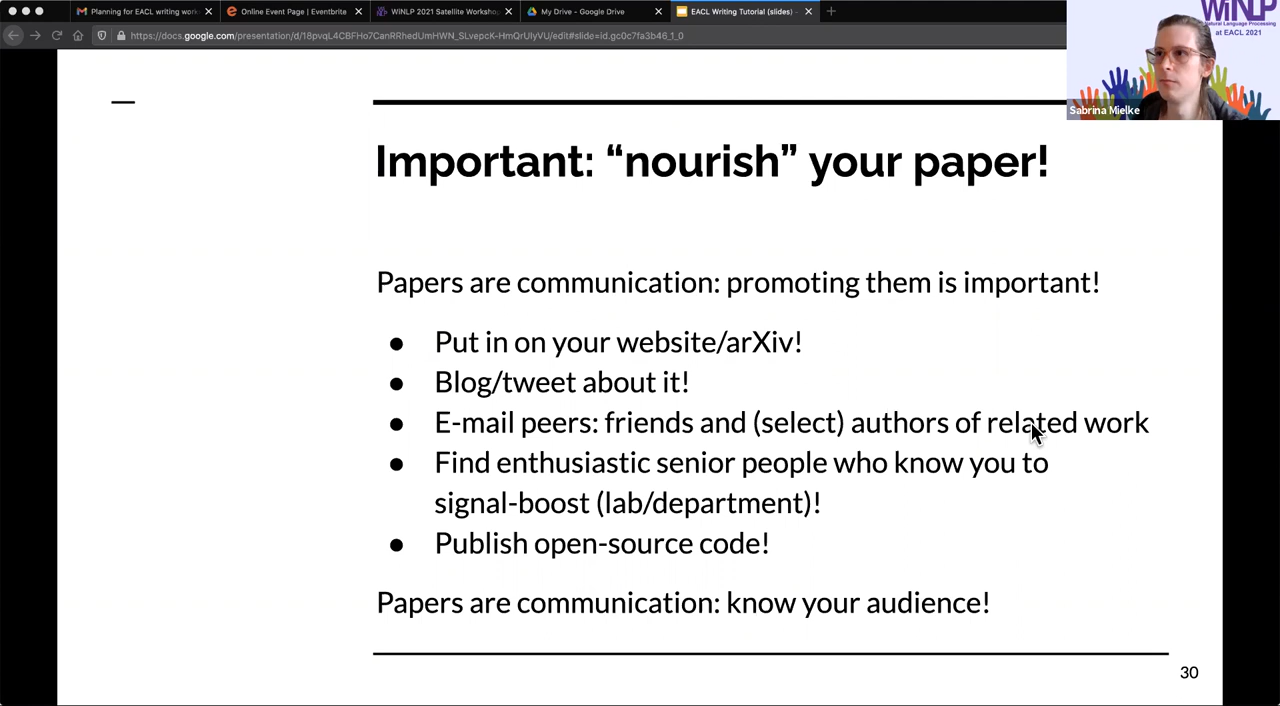 Planning for EACL writing work
Online Event Page | Eventbrite
WiNLP 2021 Satellite Workshop
My Drive - Google Drive
EACL Writing Tutorial (slides) -
https://docs.google.com/presentation/d/18pvqL4CBFHo7CanRRhedUmHWN_SLvepcK-HmQrUIyVU/edit#slide=id.gc0c7fa3b46_1_0
WiNLP
Natural Language Processing
at EACL 2021
Sabrina Mielke
Important: “nourish” your paper!
Papers are communication: promoting them is important!
● Put in on your website/arXiv!
● Blog/tweet about it!
● E-mail peers: friends and (select) authors of related work
● Find enthusiastic senior people who know you to
signal-boost (lab/department)!
● Publish open-source code!
Papers are communication: know your audience!
30